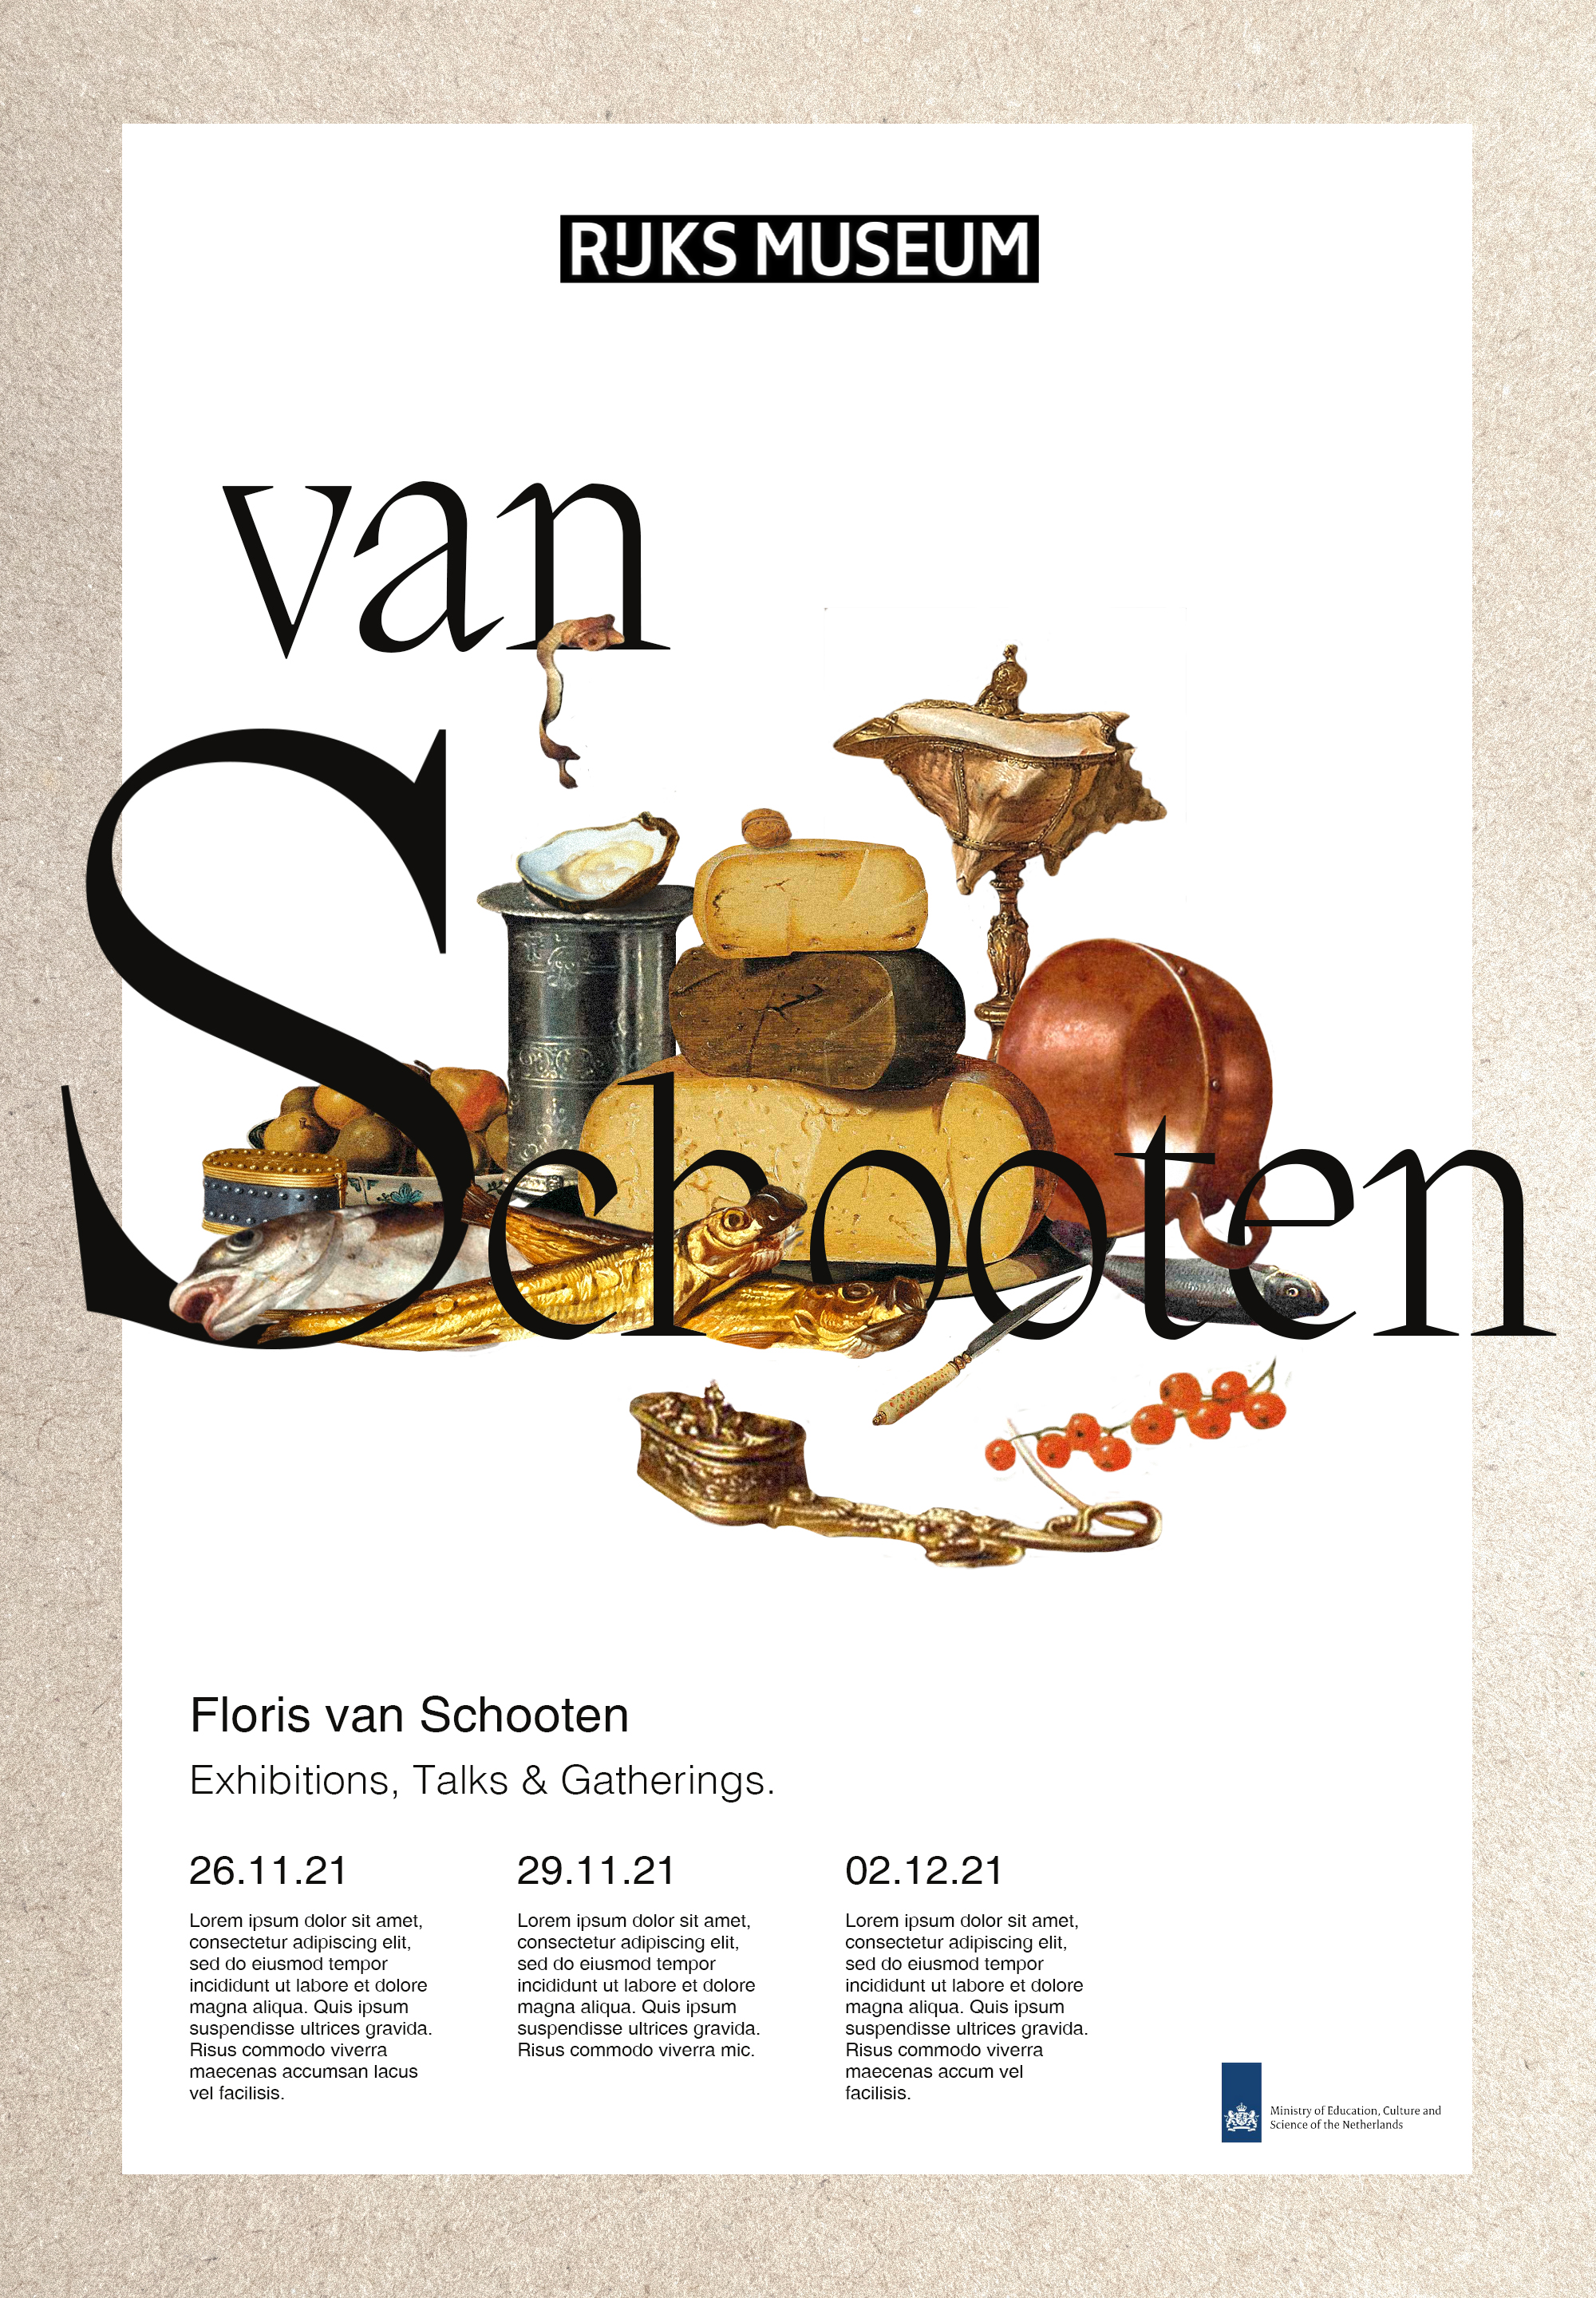 RIJKS MUSEUM
van
Schooten
Floris van Schooten
Exhibitions, Talks & Gatherings.
26.11.21
Lorem ipsum dolor sit amet,
consectetur adipiscing elit,
sed do eiusmod tempor
incididunt ut labore et dolore
magna aliqua. Quis ipsum
suspendisse ultrices gravida.
Risus commodo viverra
maecenas accumsan lacus
vel facilisis.
29.11.21
Lorem ipsum dolor sit amet,
consectetur adipiscing elit,
sed do eiusmod tempor
incididunt ut labore et dolore
magna aliqua. Quis ipsum
suspendisse ultrices gravida.
Risus commodo viverra mic.
02.12.21
Lorem ipsum dolor sit amet,
consectetur adipiscing elit,
sed do eiusmod tempor
incididunt ut labore et dolore
magna aliqua. Quis ipsum
suspendisse ultrices gravida.
Risus commodo viverra
maecenas accum vel
facilisis.
Ministry of Education, Culture and
Science of the Netherlands